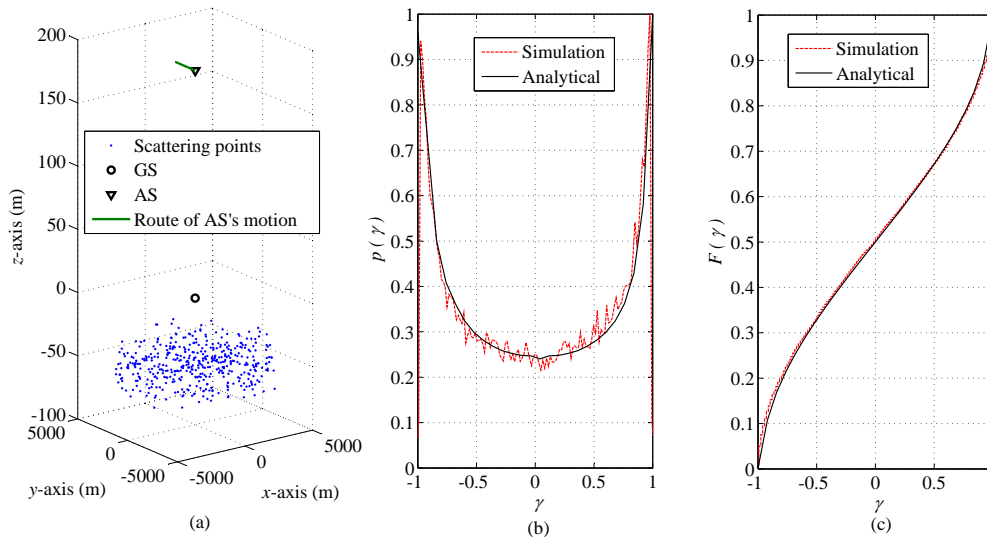 200
150
100
50
0
-50
-100
z-axis (m)
Scattering points
GS
AS
Route of AS's motion
5000
0
-5000
y-axis (m)
-5000
0
5000
x-axis (m)
(a)
1
0.9
0.8
0.7
0.6
0.5
0.4
0.3
0.2
0.1
0
p(γ)
Simulation
Analytical
-1
-0.5
0
0.5
1
γ
(b)
1
0.9
0.8
0.7
0.6
0.5
0.4
0.3
0.2
0.1
0
F(γ)
Simulation
Analytical
-1
-0.5
0
0.5
γ
(c)